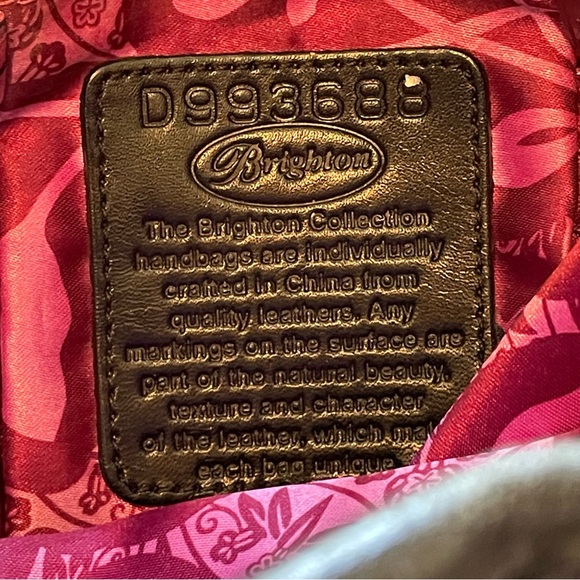 D993688
Brighton
The Brighton Collection
handbags are individually
crafted in China from
quality leathers. Any
markings on the surface are
part of the natural beauty,
texture and character
of the leather, which mak
each bag unique